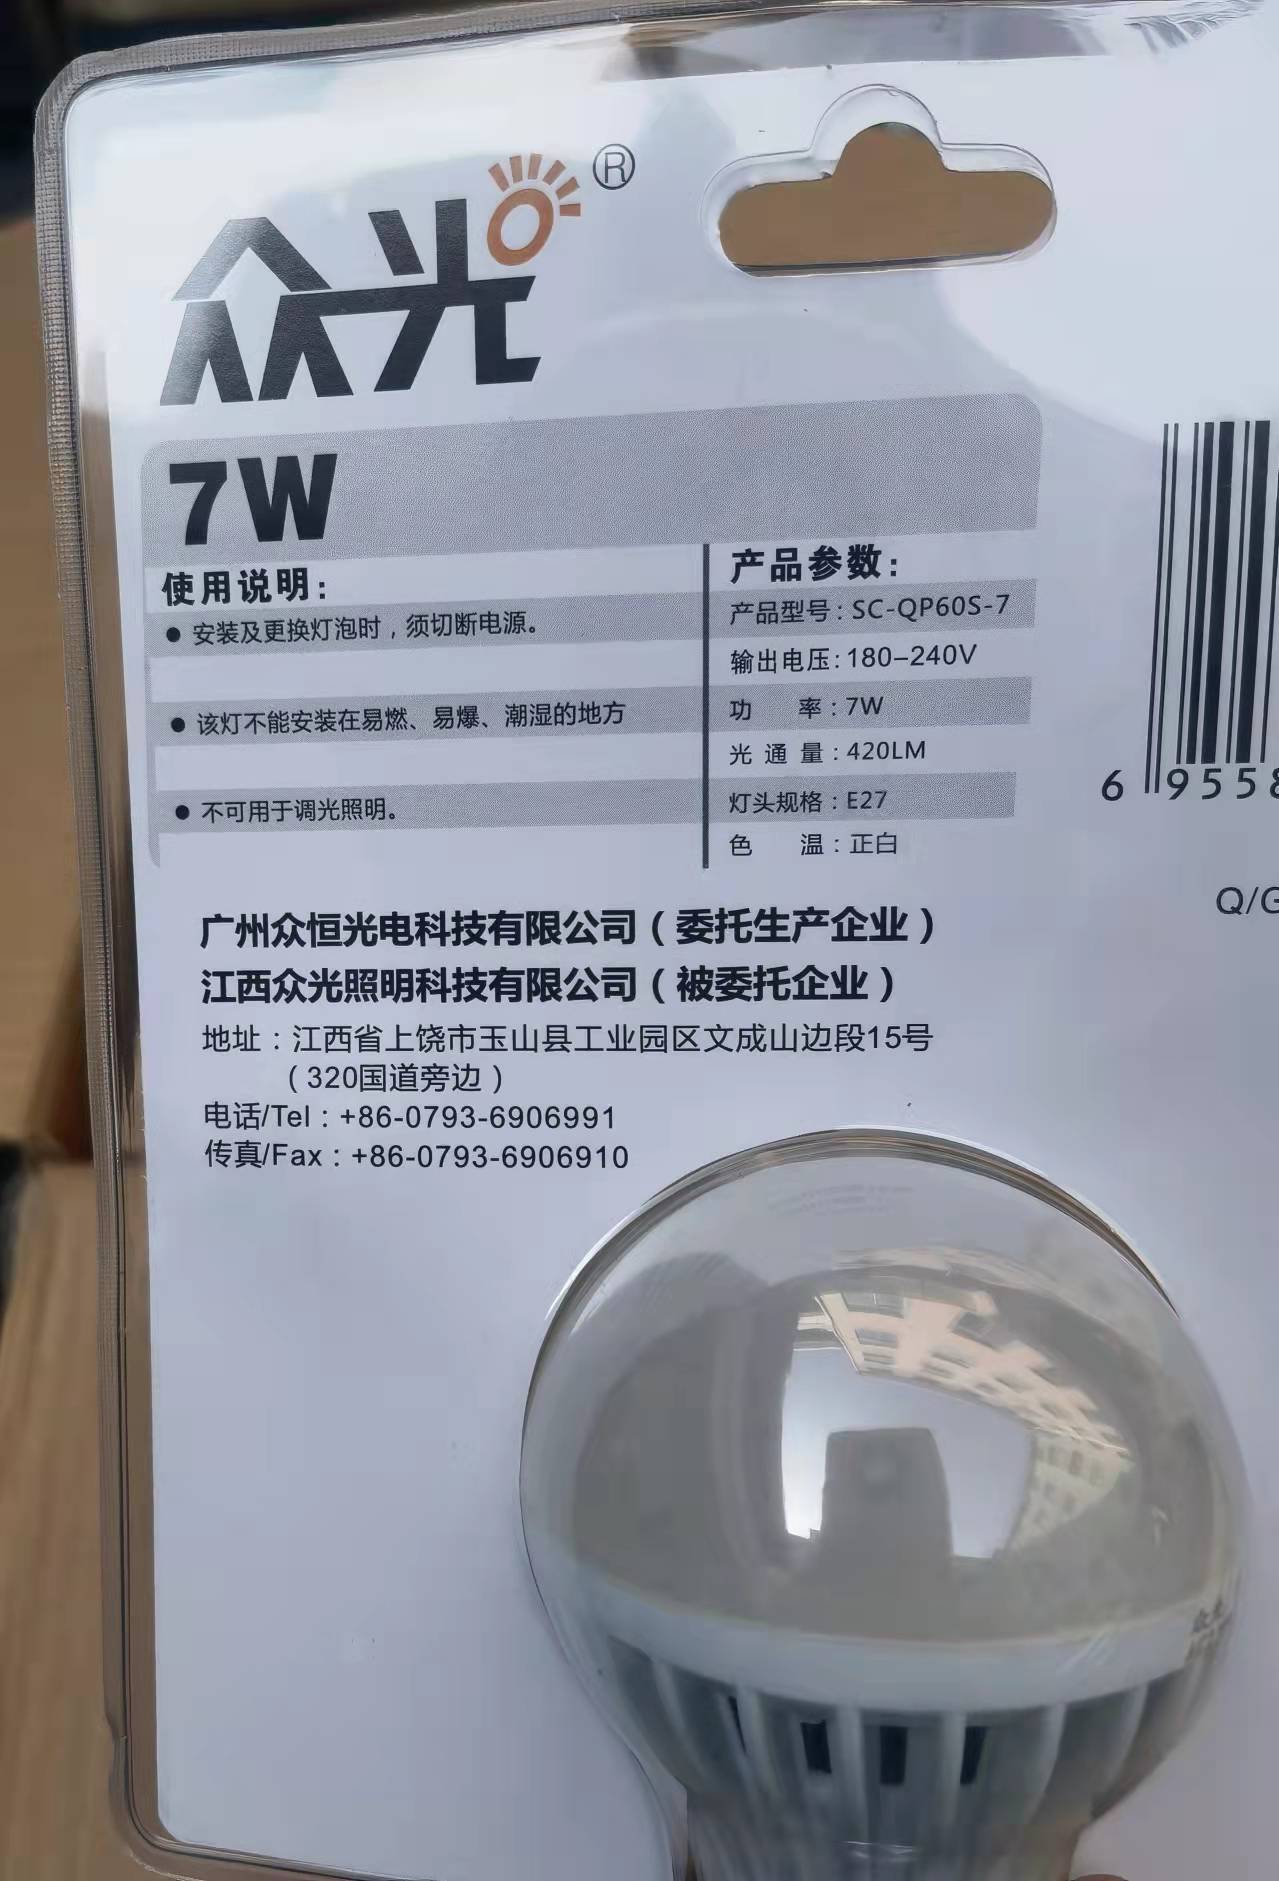 众光®
7W
使用说明：
● 安装及更换灯泡时，须切断电源。
● 该灯不能安装在易燃、易爆、潮湿的地方
● 不可用于调光照明。
产品参数：
产品型号：SC-QP60S-7
输出电压：180-240V
功 率：7W
光 通 量：420LM
灯头规格：E27
色 温：正白
6 9558
Q/G
广州众恒光电科技有限公司（委托生产企业）
江西众光照明科技有限公司（被委托企业）
地址：江西省上饶市玉山县工业园区文成山边段15号
（320国道旁边）
电话/Tel：+86-0793-6906991
传真/Fax：+86-0793-6906910